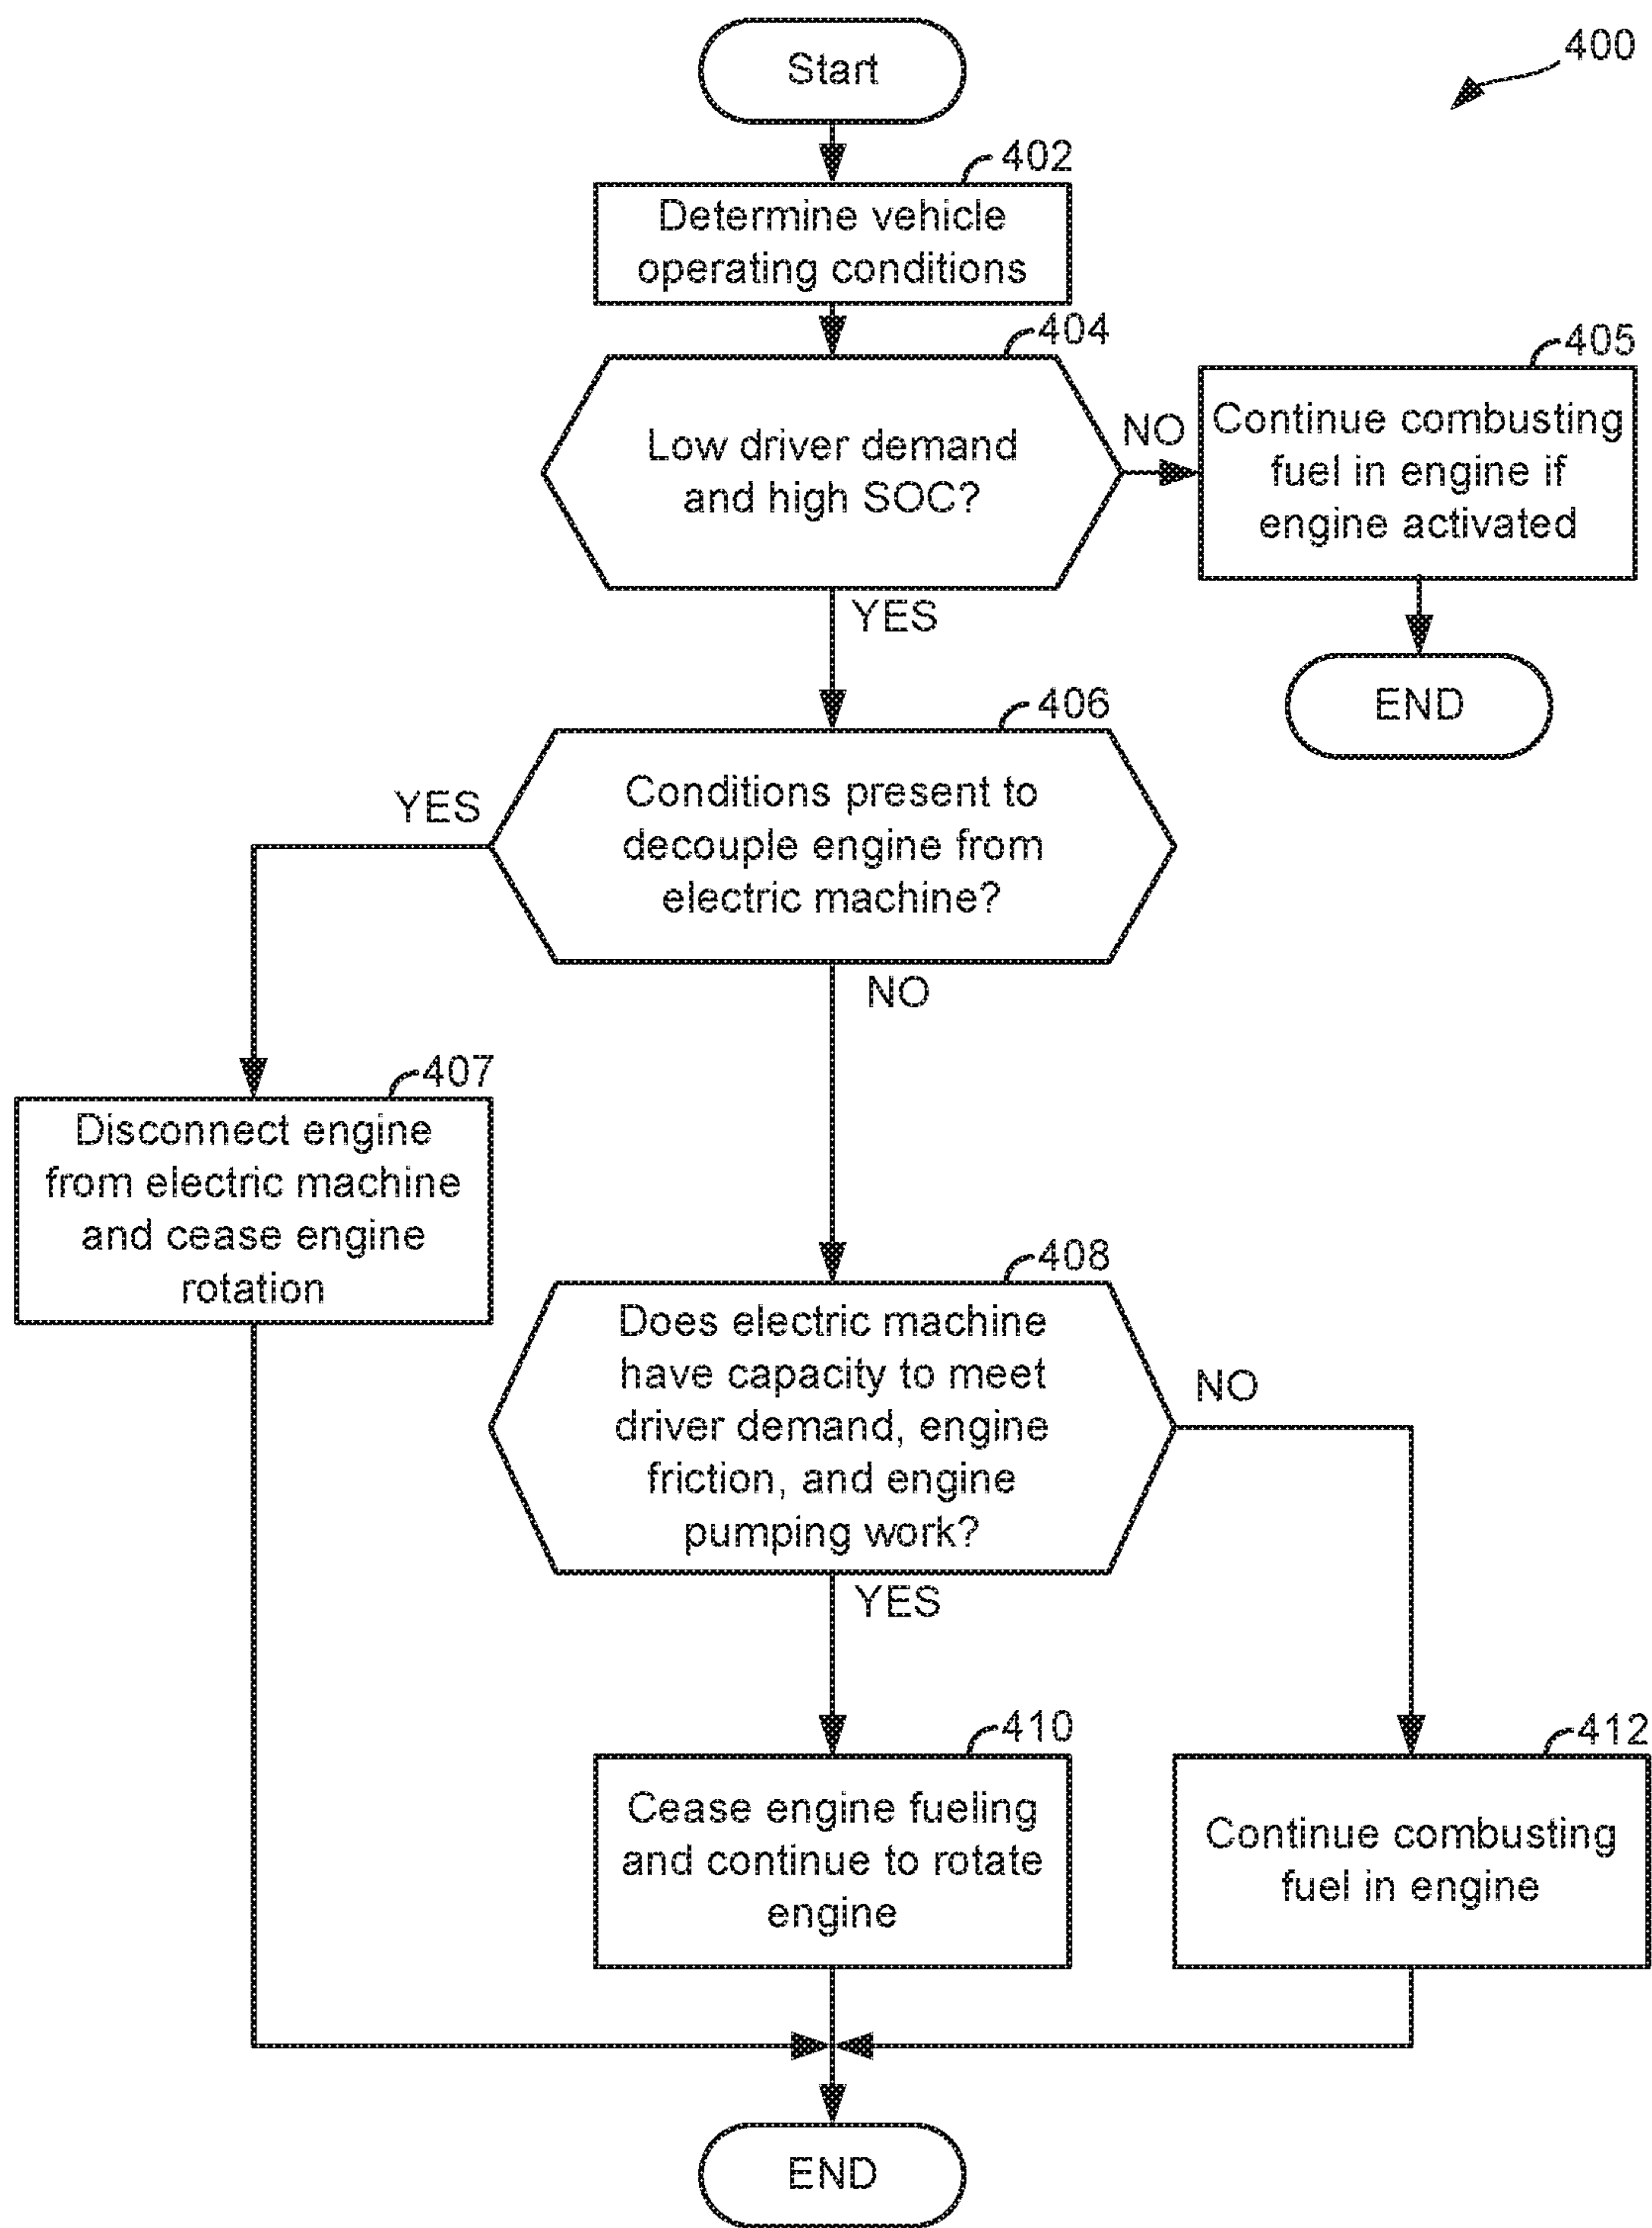 Start
400
402
Determine vehicle
operating conditions
404
Low driver demand
and high SOC?
NO
405
Continue combusting
fuel in engine if
engine activated
END
YES
406
Conditions present to
decouple engine from
electric machine?
YES
NO
407
Disconnect engine
from electric machine
and cease engine
rotation
408
Does electric machine
have capacity to meet
driver demand, engine
friction, and engine
pumping work?
NO
YES
410
Cease engine fueling
and continue to rotate
engine
412
Continue combusting
fuel in engine
END